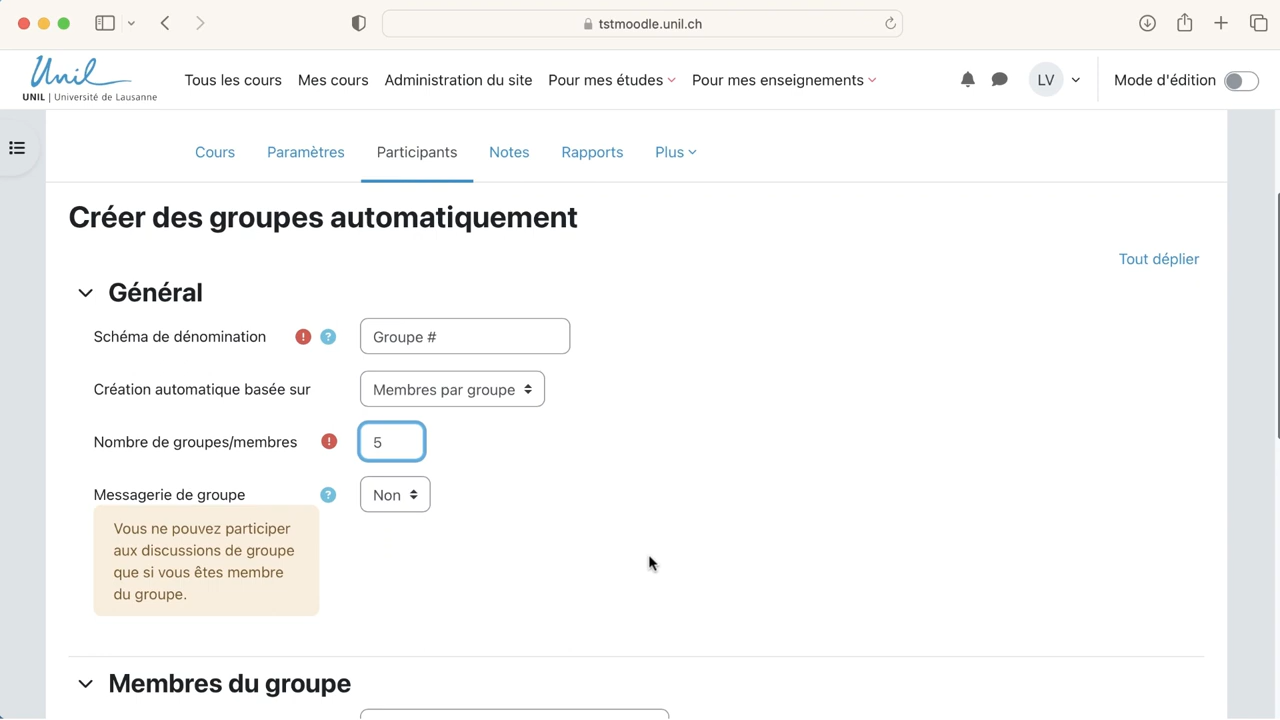 tstmoodle.unil.ch
Unil
UNIL | Université de Lausanne
Tous les cours Mes cours Administration du site Pour mes études Pour mes enseignements LV Mode d'édition
Cours Paramètres Participants Notes Rapports Plus
Créer des groupes automatiquement
Tout déplier
Général
Schéma de dénomination ! ? Groupe #
Création automatique basée sur Membres par groupe
Nombre de groupes/membres ! 5
Messagerie de groupe ? Non
Vous ne pouvez participer
aux discussions de groupe
que si vous êtes membre
du groupe.
Membres du groupe